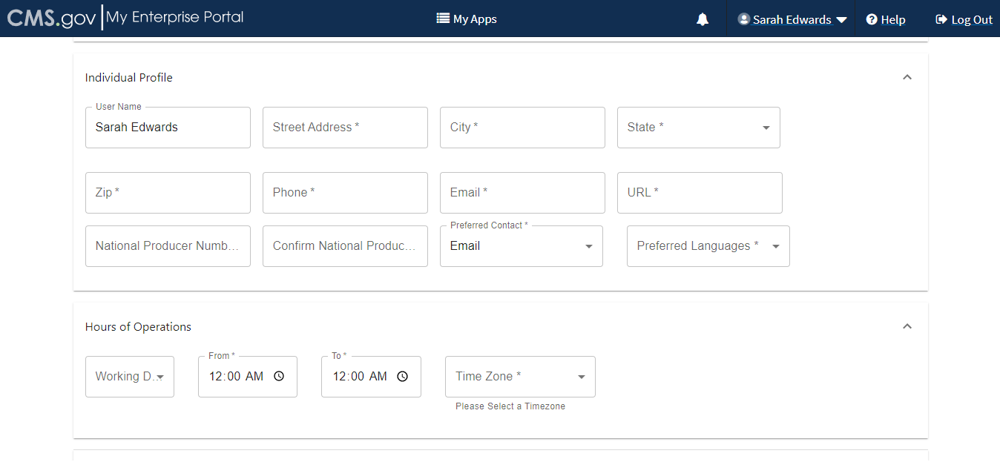 CMS.gov My Enterprise Portal My Apps Sarah Edwards Help Log Out
Individual Profile
User Name
Sarah Edwards Street Address * City * State *
Zip * Phone * Email * URL *
Preferred Contact *
National Producer Numb... Confirm National Produc... Email Preferred Languages *
Hours of Operations
From * To *
Working D... 12:00 AM 12:00 AM Time Zone *
Please Select a Timezone